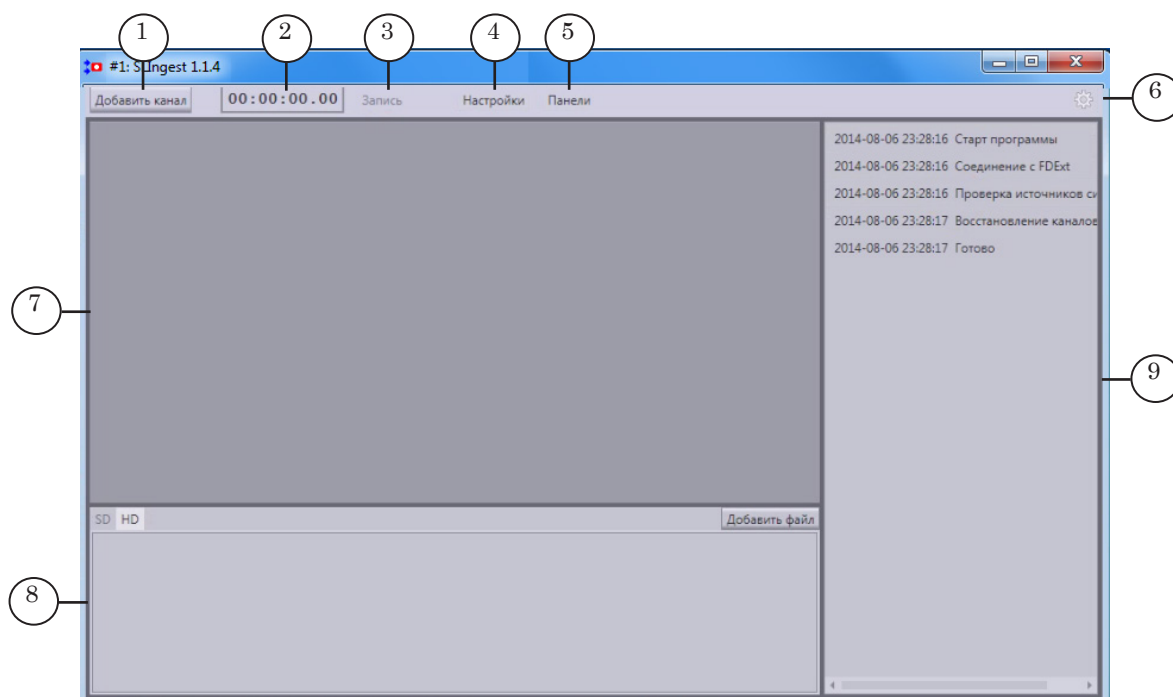 1
2
3
4
5
#1: SLIngest 1.1.4
Добавить канал
00:00:00.00
Запись
Настройки
Панели
6
2014-08-06 23:28:16 Старт программы
2014-08-06 23:28:16 Соединение с FDExt
2014-08-06 23:28:16 Проверка источников си
2014-08-06 23:28:17 Восстановление каналов
2014-08-06 23:28:17 Готово
7
9
SD HD
Добавить файл
8